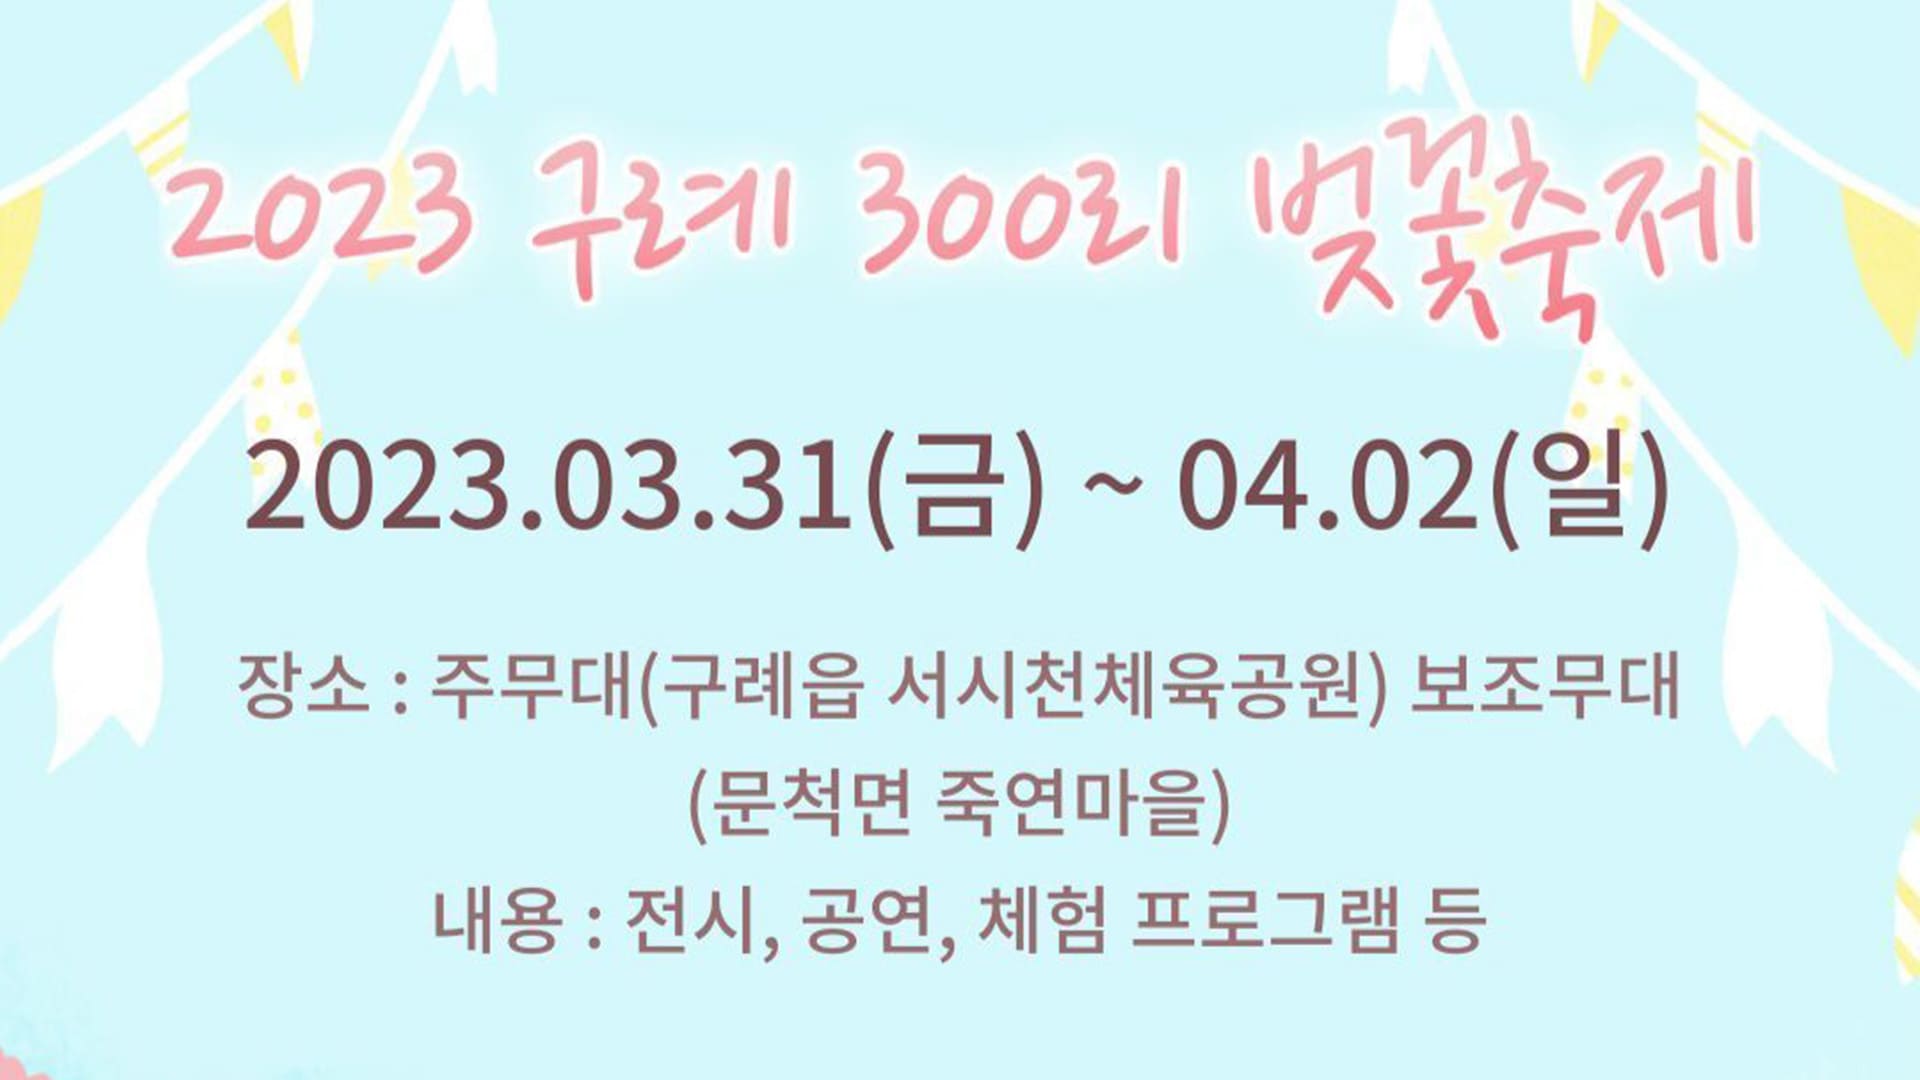 2023 구례 300리 벚꽃축제
2023.03.31(금) ~ 04.02(일)
장소 : 주무대(구례읍 서시천체육공원) 보조무대
(문척면 죽연마을)
내용 : 전시, 공연, 체험 프로그램 등